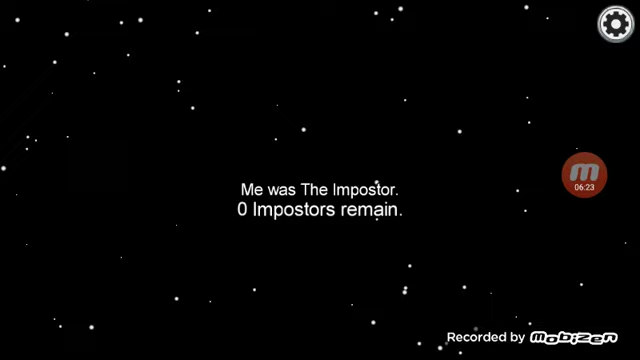 Me was The Impostor.
0 Impostors remain.
m
06:23
Recorded by Mobizen